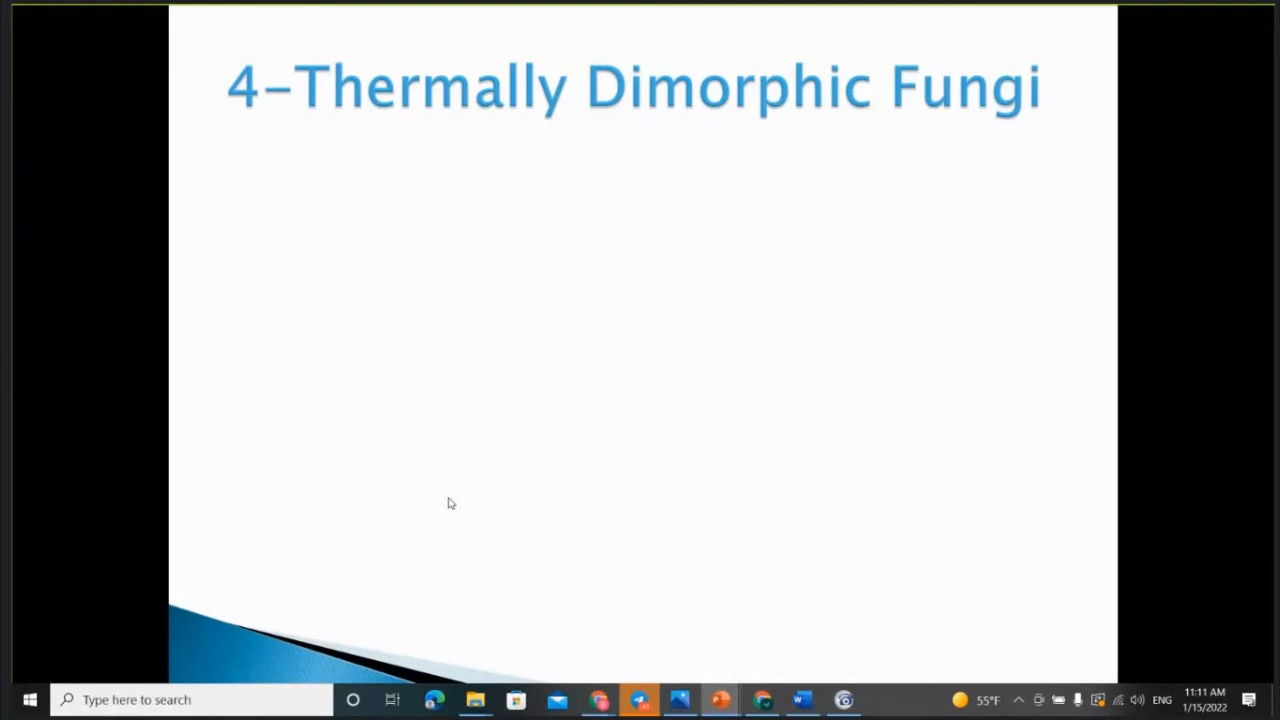 4-Thermally Dimorphic Fungi
Type here to search
55°F
ENG
11:11 AM
1/15/2022